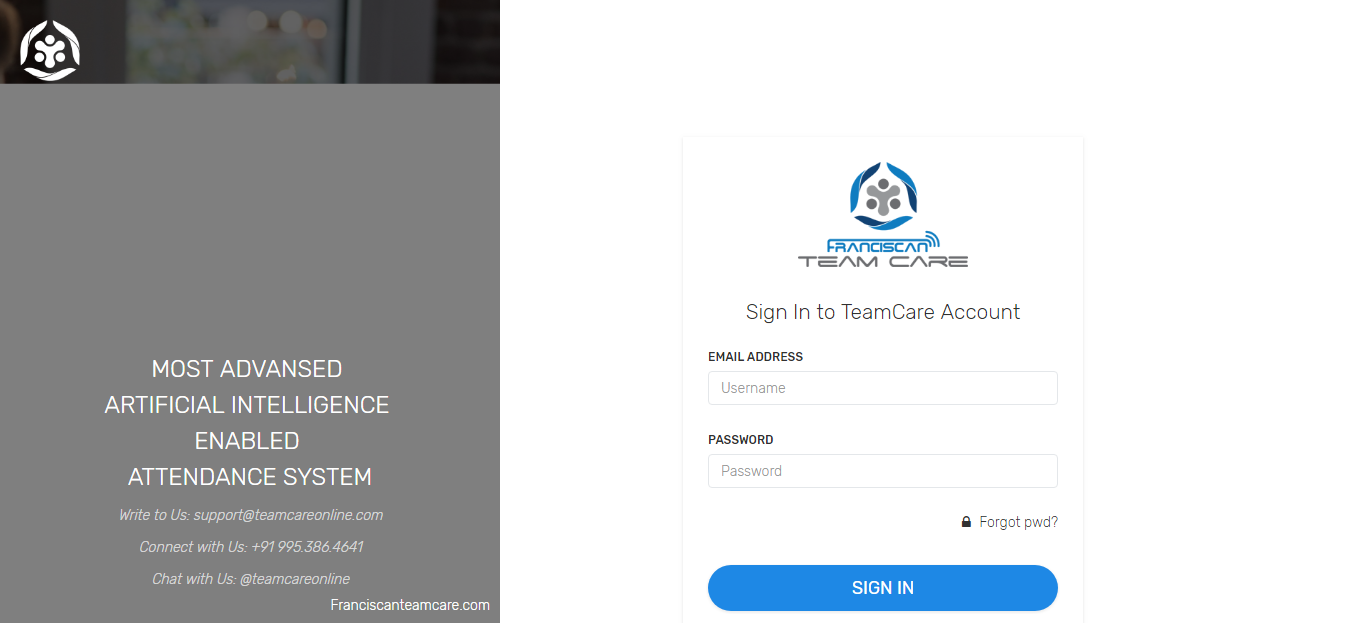 MOST ADVANSED
ARTIFICIAL INTELLIGENCE
ENABLED
ATTENDANCE SYSTEM
Write to Us: support@teamcareonline.com
Connect with Us: +91 995.386.4641
Chat with Us: @teamcareonline
Franciscanteamcare.com
FRANCISCAN
TEAM CARE
Sign In to TeamCare Account
EMAIL ADDRESS
Username
PASSWORD
Password
Forgot pwd?
SIGN IN